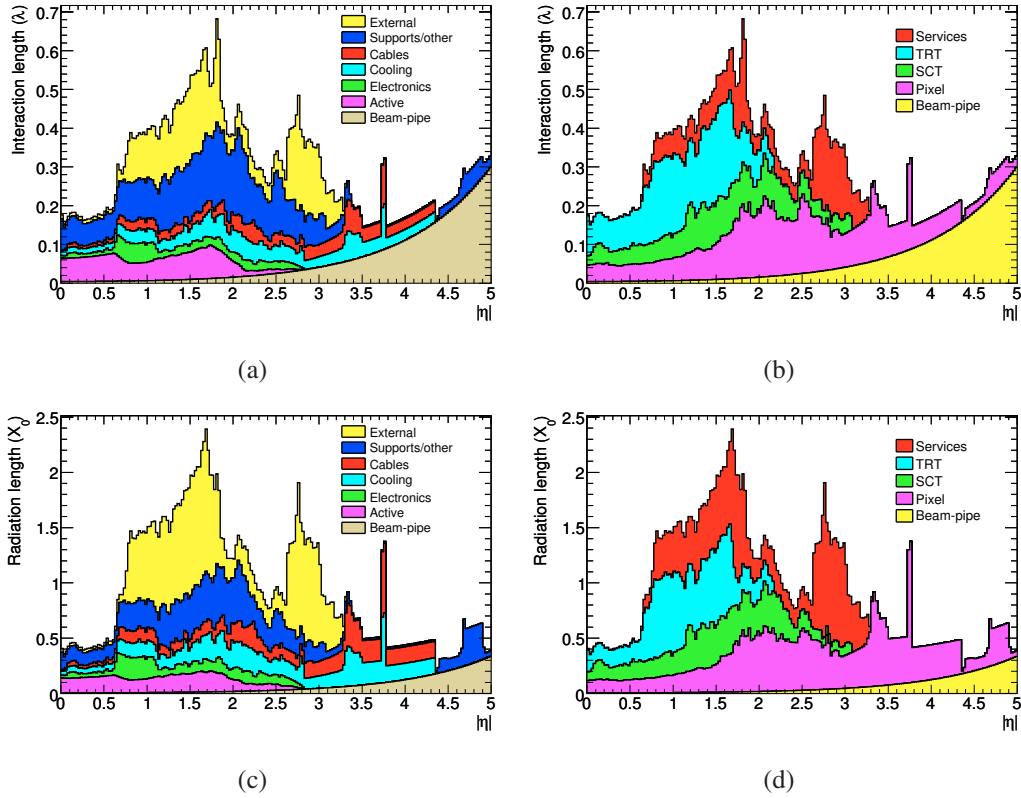 Interaction length (λ)
0.7
0.6
0.5
0.4
0.3
0.2
0.1
0
External
Supports/other
Cables
Cooling
Electronics
Active
Beam-pipe
0 0.5 1 1.5 2 2.5 3 3.5 4 4.5 5
|η|
(a)
Interaction length (λ)
0.7
0.6
0.5
0.4
0.3
0.2
0.1
0
Services
TRT
SCT
Pixel
Beam-pipe
0 0.5 1 1.5 2 2.5 3 3.5 4 4.5 5
|η|
(b)
Radiation length (X0)
2.5
2
1.5
1
0.5
0
External
Supports/other
Cables
Cooling
Electronics
Active
Beam-pipe
0 0.5 1 1.5 2 2.5 3 3.5 4 4.5 5
|η|
(c)
Radiation length (X0)
2.5
2
1.5
1
0.5
0
Services
TRT
SCT
Pixel
Beam-pipe
0 0.5 1 1.5 2 2.5 3 3.5 4 4.5 5
|η|
(d)